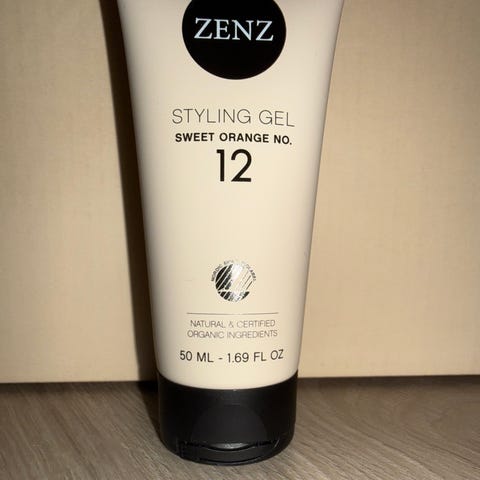 ZENZ
STYLING GEL
SWEET ORANGE NO.
12
NATURAL & CERTIFIED
ORGANIC INGREDIENTS
50 ML - 1.69 FL OZ